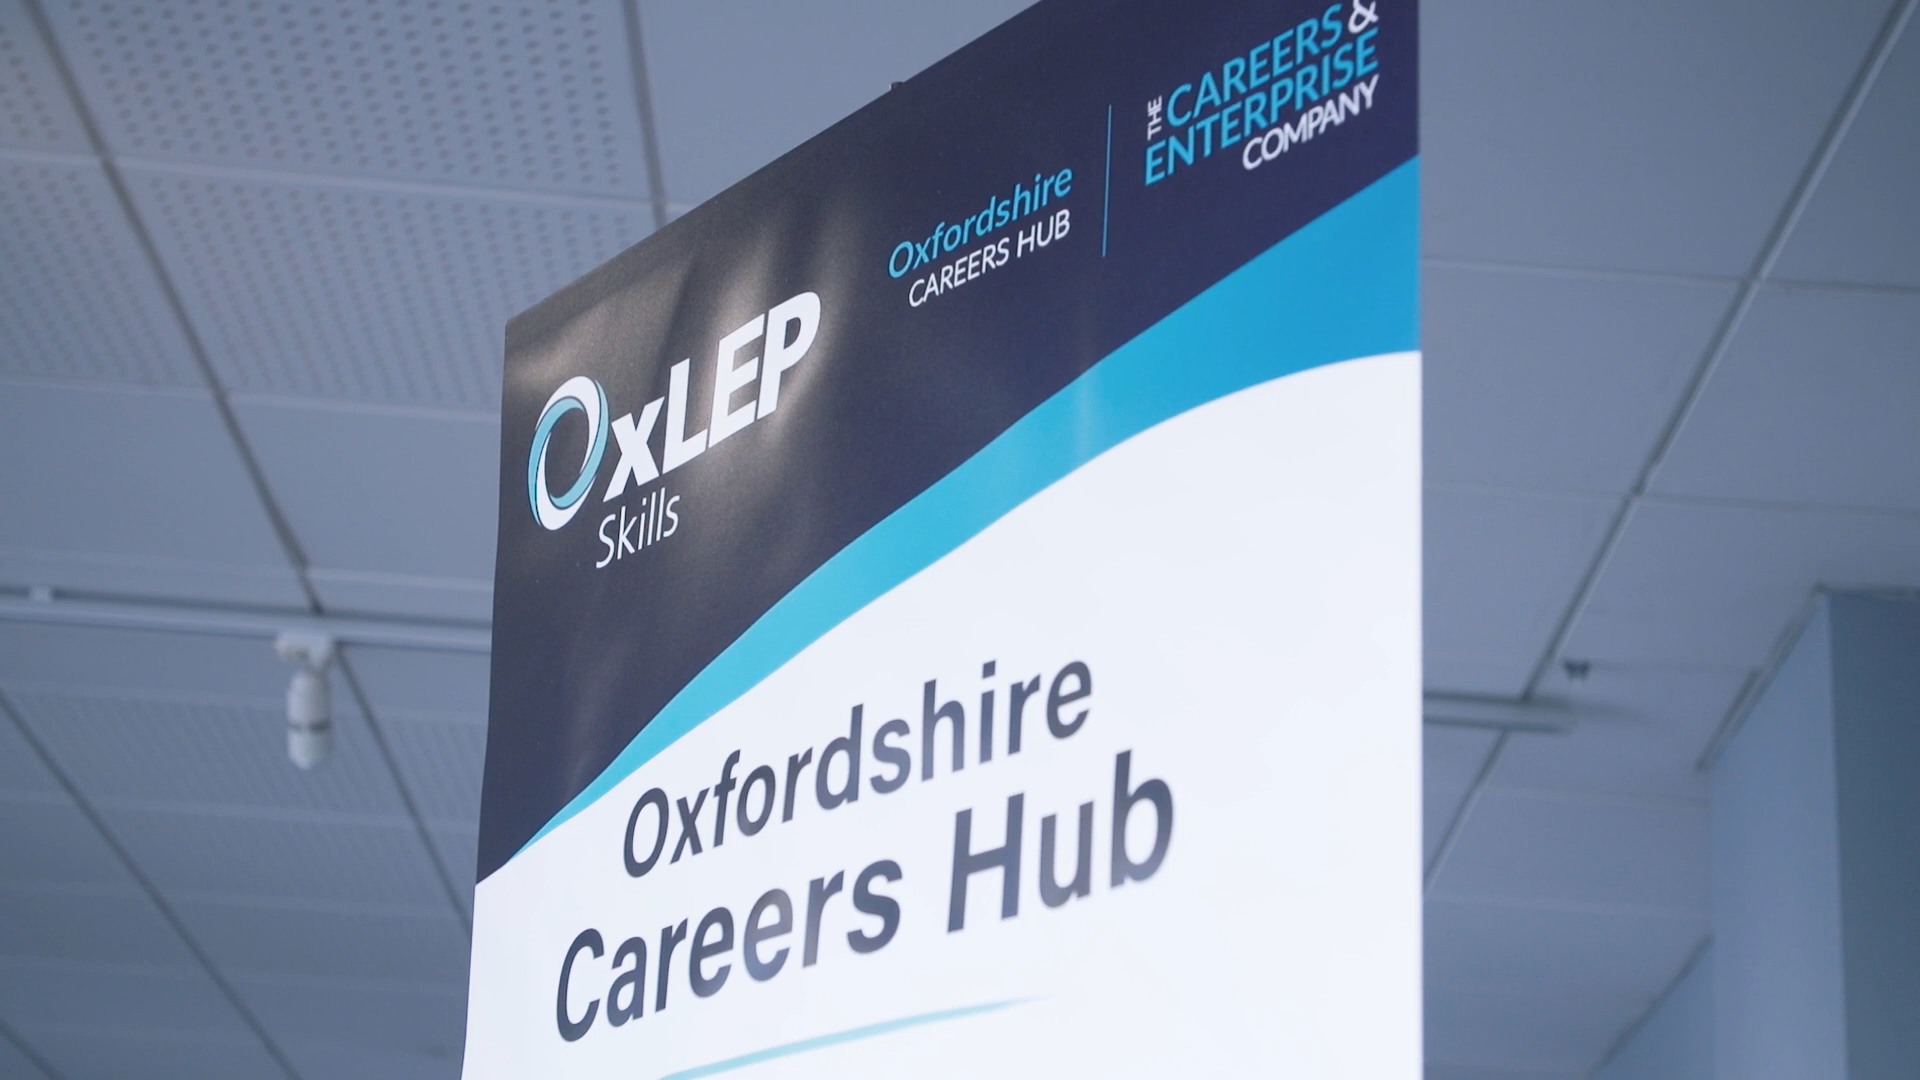 OxLEP
Skills
Oxfordshire
CAREERS HUB
THE CAREERS &
ENTERPRISE
COMPANY
Oxfordshire
Careers Hub